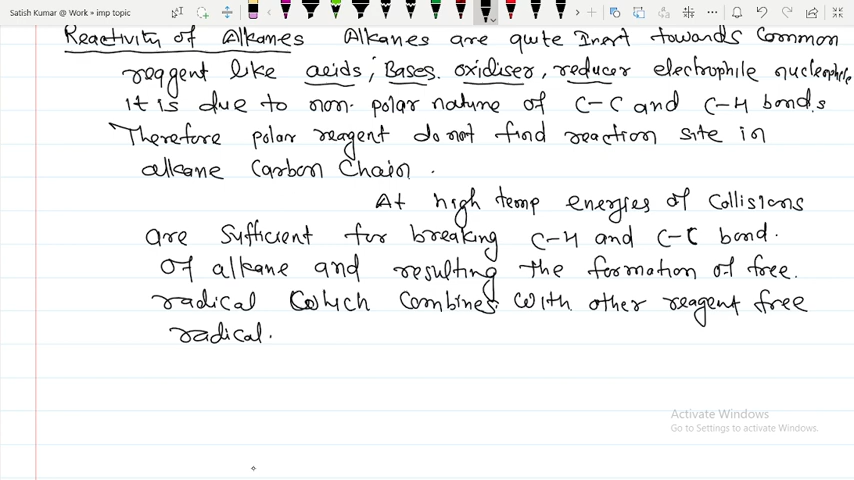 Satish Kumar @ Work » imp topic
Reactivity of Alkanes Alkanes are qute Inert towards Common
reagent like acids, Bases. oxidiser, reducer electrophile nucleophile
it is due to non-polar nature of C-C and C-H bonds
Therefore polar reagent do not find reaction site in
alkane Carbon Chain.
At high temp energies of Collisions
are Sufficient for breaking C-H and C-C bond.
Of alkane and resulting the formation of free.
radical Which Combines With other reagent free
radical.
Activate Windows
Go to Settings to activate Windows.